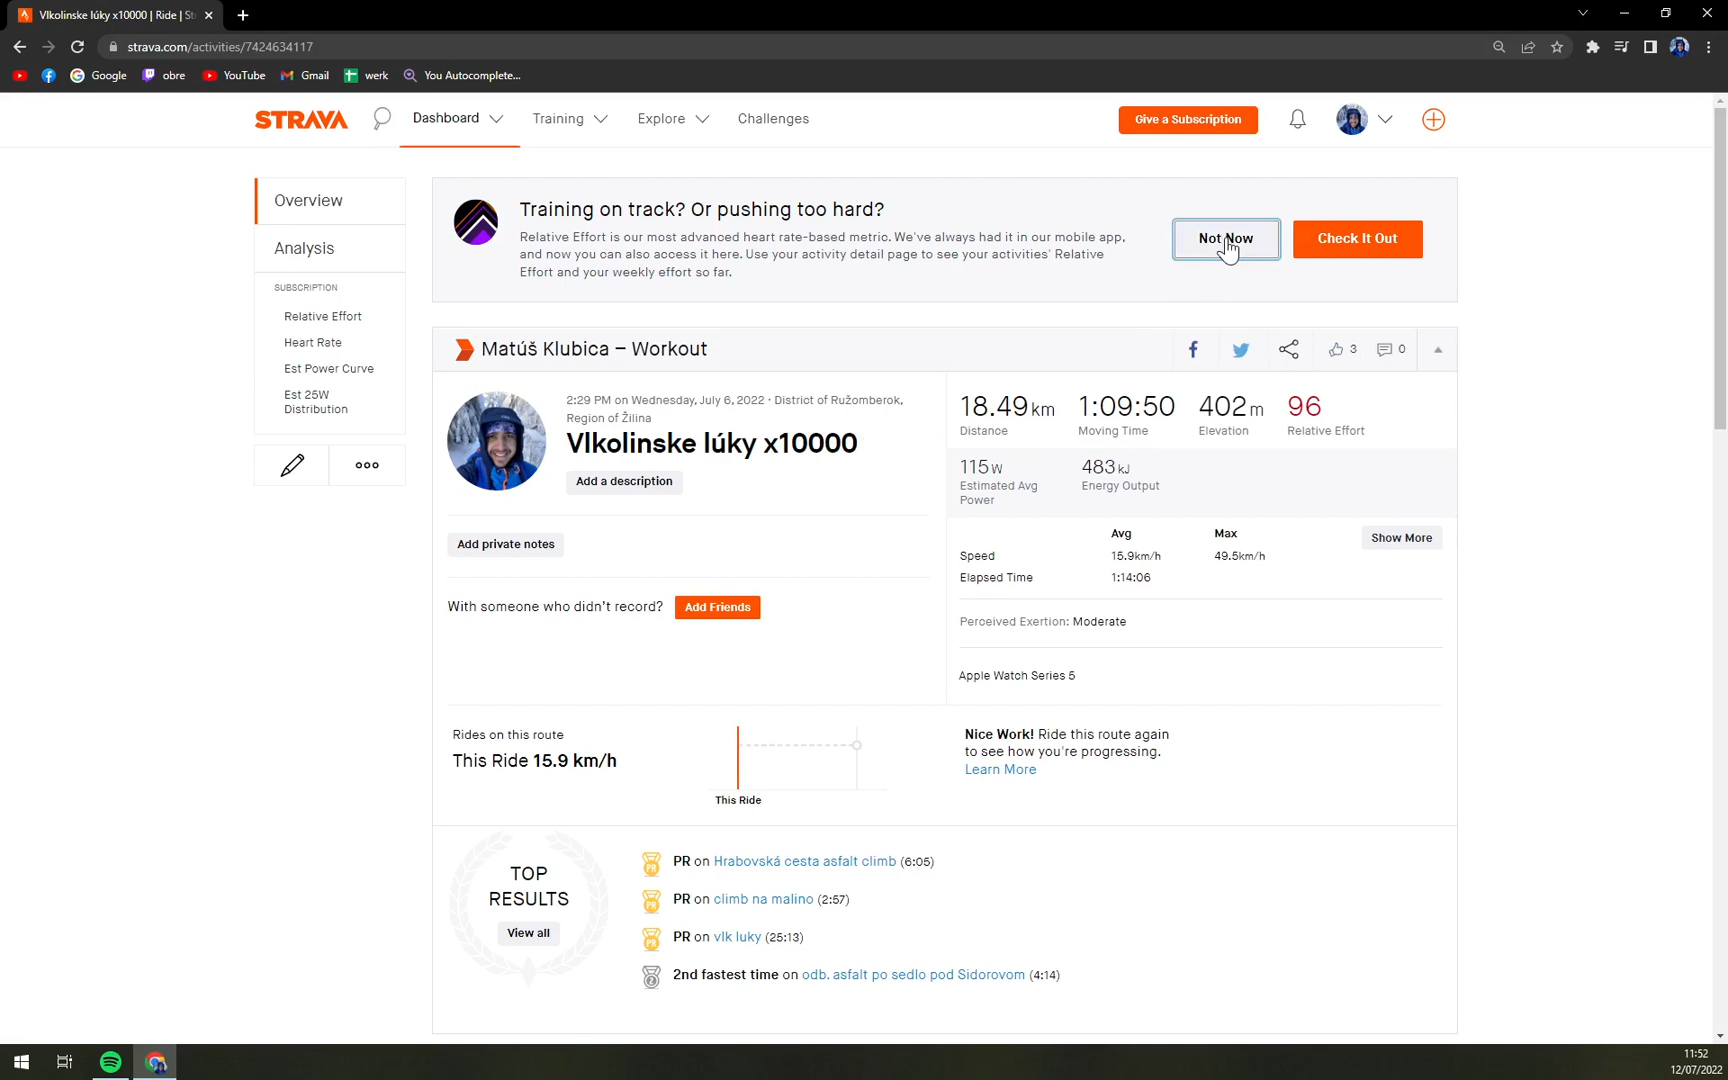 Vlkolinske lúky x10000 | Ride | St
strava.com/activities/7424634117
Google
obre
YouTube
Gmail
werk
You Autocomplete...
STRAVA
Dashboard
Training
Explore
Challenges
Give a Subscription
Overview
Analysis
SUBSCRIPTION
Relative Effort
Heart Rate
Est Power Curve
Est 25W
Distribution
Training on track? Or pushing too hard?
Relative Effort is our most advanced heart rate-based metric. We've always had it in our mobile app,
and now you can also access it here. Use your activity detail page to see your activities' Relative
Effort and your weekly effort so far.
Not Now
Check It Out
Matúš Klubica – Workout
3
0
2:29 PM on Wednesday, July 6, 2022 · District of Ružomberok,
Region of Žilina
Vlkolinske lúky x10000
Add a description
Add private notes
With someone who didn't record?
Add Friends
18.49km
1:09:50
402m
96
Distance
Moving Time
Elevation
Relative Effort
115W
483kJ
Estimated Avg
Power
Energy Output
Avg
Max
Show More
Speed
15.9km/h
49.5km/h
Elapsed Time
1:14:06
Perceived Exertion: Moderate
Apple Watch Series 5
Rides on this route
This Ride 15.9 km/h
This Ride
Nice Work! Ride this route again
to see how you're progressing.
Learn More
TOP
RESULTS
View all
PR on Hrabovská cesta asfalt climb (6:05)
PR on climb na malino (2:57)
PR on vlk luky (25:13)
2nd fastest time on odb. asfalt po sedlo pod Sidorovom (4:14)
PR
PR
PR
2
11:52
12/07/2022